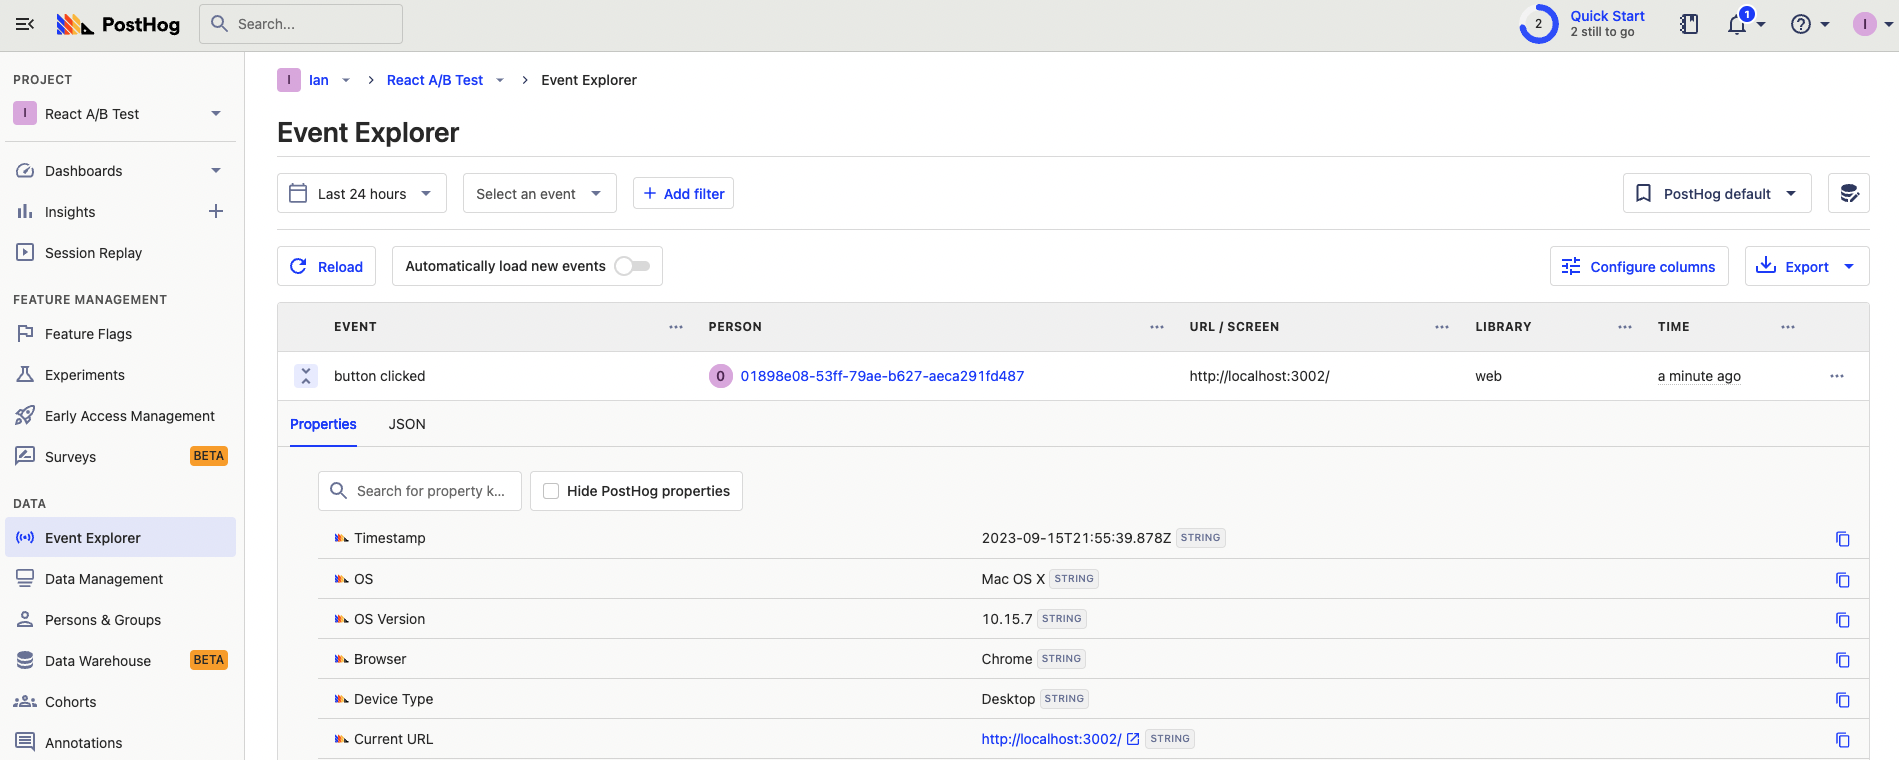 PostHog
Search...
2
Quick Start
2 still to go
1
I
PROJECT
I
React A/B Test
Dashboards
Insights
Session Replay
FEATURE MANAGEMENT
Feature Flags
Experiments
Early Access Management
Surveys
BETA
DATA
Event Explorer
Data Management
Persons & Groups
Data Warehouse
BETA
Cohorts
Annotations
I
Ian
React A/B Test
Event Explorer
Event Explorer
Last 24 hours
Select an event
Add filter
PostHog default
Reload
Automatically load new events
Configure columns
Export
EVENT
PERSON
URL / SCREEN
LIBRARY
TIME
button clicked
0
01898e08-53ff-79ae-b627-aeca291fd487
http://localhost:3002/
web
a minute ago
Properties
JSON
Search for property k...
Hide PostHog properties
Timestamp
2023-09-15T21:55:39.878Z STRING
OS
Mac OS X STRING
OS Version
10.15.7 STRING
Browser
Chrome STRING
Device Type
Desktop STRING
Current URL
http://localhost:3002/ STRING